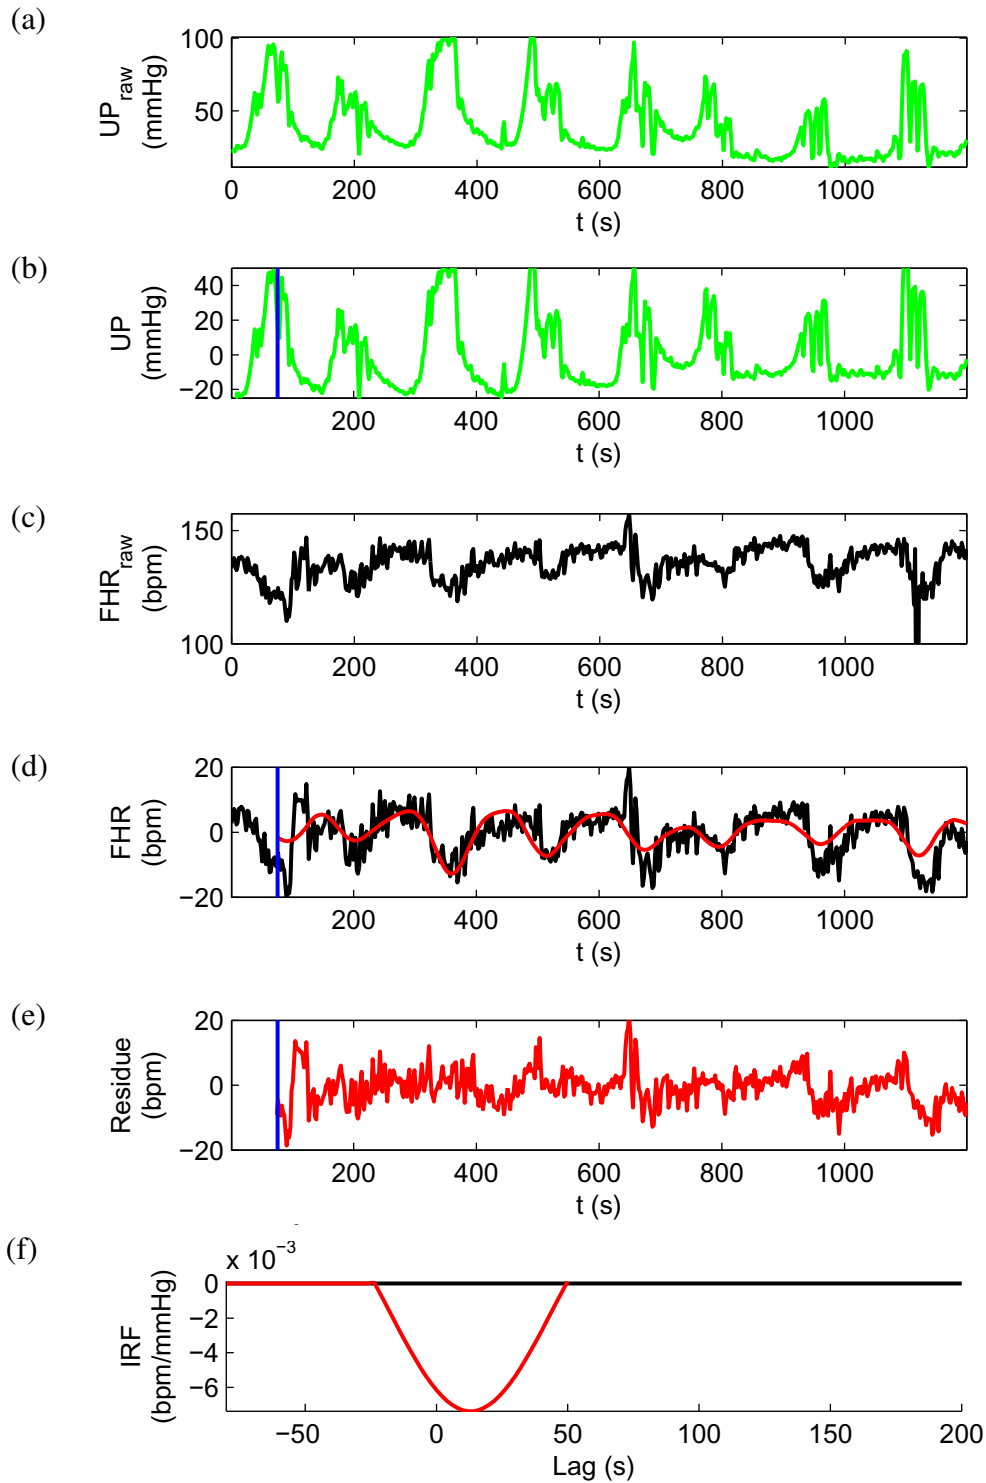 (a)
100
50
UP_raw
(mmHg)
0 200 400 600 800 1000
t (s)
(b)
40
20
0
−20
UP
(mmHg)
200 400 600 800 1000
t (s)
(c)
150
100
FHR_raw
(bpm)
0 200 400 600 800 1000
t (s)
(d)
20
0
−20
FHR
(bpm)
200 400 600 800 1000
t (s)
(e)
20
0
−20
Residue
(bpm)
200 400 600 800 1000
t (s)
(f)
x 10^−3
0
−2
−4
−6
IRF
(bpm/mmHg)
−50 0 50 100 150 200
Lag (s)